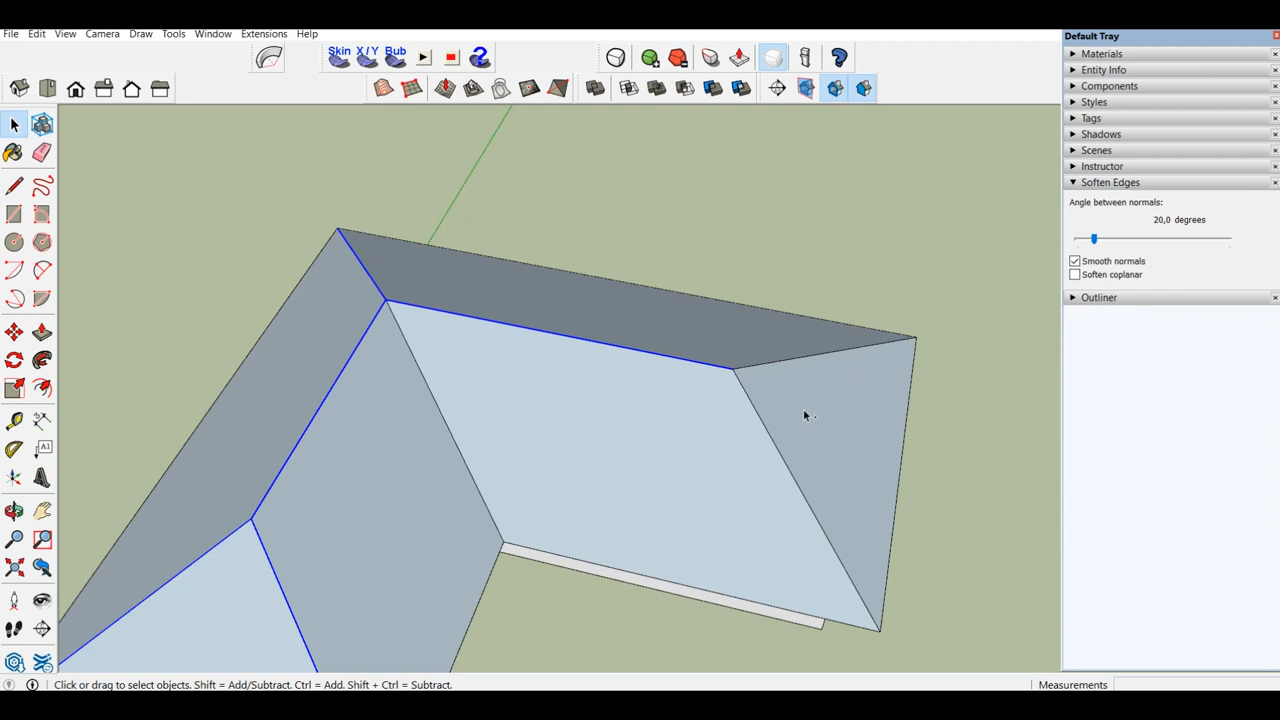 File Edit View Camera Draw Tools Window Extensions Help
Skin X/Y Bub
A1
Default Tray
Materials
Entity Info
Components
Styles
Tags
Shadows
Scenes
Instructor
Soften Edges
Angle between normals:
20,0 degrees
Smooth normals
Soften coplanar
Outliner
Click or drag to select objects. Shift = Add/Subtract. Ctrl = Add. Shift + Ctrl = Subtract.
Measurements